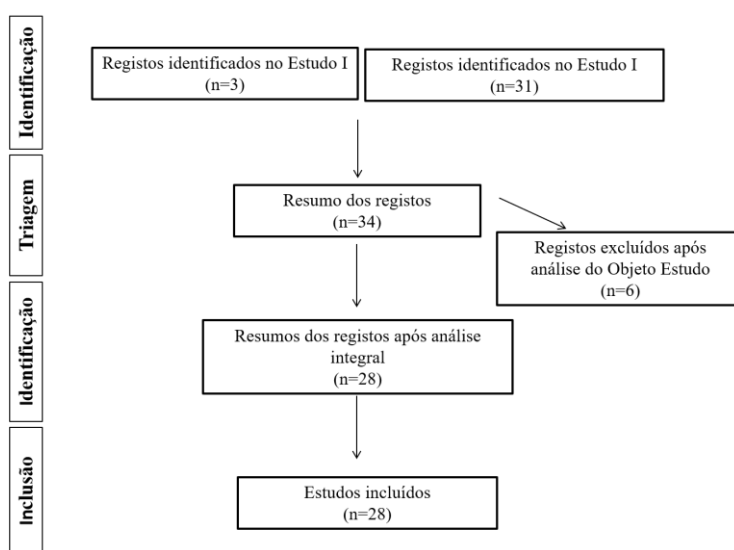 Identificação
Registos identificados no Estudo I
(n=3)
Registos identificados no Estudo I
(n=31)
Triagem
Resumo dos registos
(n=34)
Registos excluídos após
análise do Objeto Estudo
(n=6)
Identificação
Resumos dos registos após análise
integral
(n=28)
Inclusão
Estudos incluídos
(n=28)